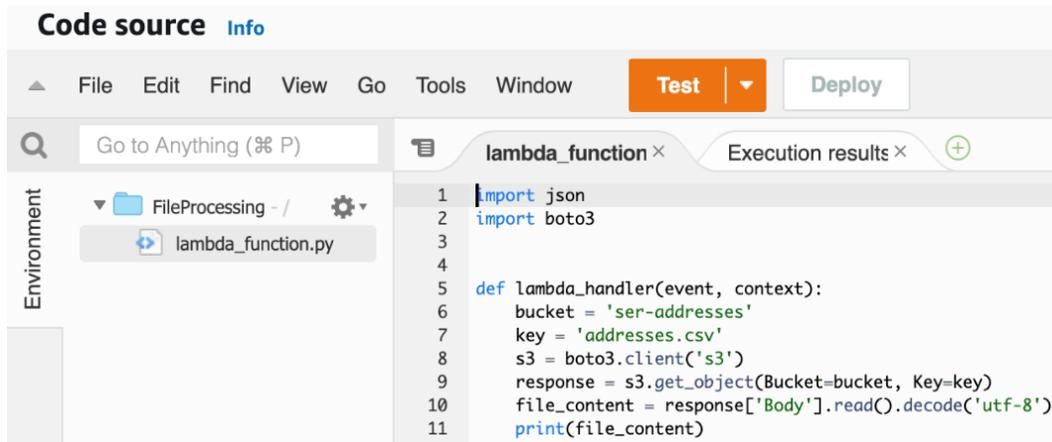 Code source Info
File Edit Find View Go Tools Window Test Deploy
Go to Anything (⌘ P)
lambda_function × Execution results ×
Environment
FileProcessing - /
lambda_function.py
1 import json
2 import boto3
3
4
5 def lambda_handler(event, context):
6     bucket = 'ser-addresses'
7     key = 'addresses.csv'
8     s3 = boto3.client('s3')
9     response = s3.get_object(Bucket=bucket, Key=key)
10     file_content = response['Body'].read().decode('utf-8')
11     print(file_content)